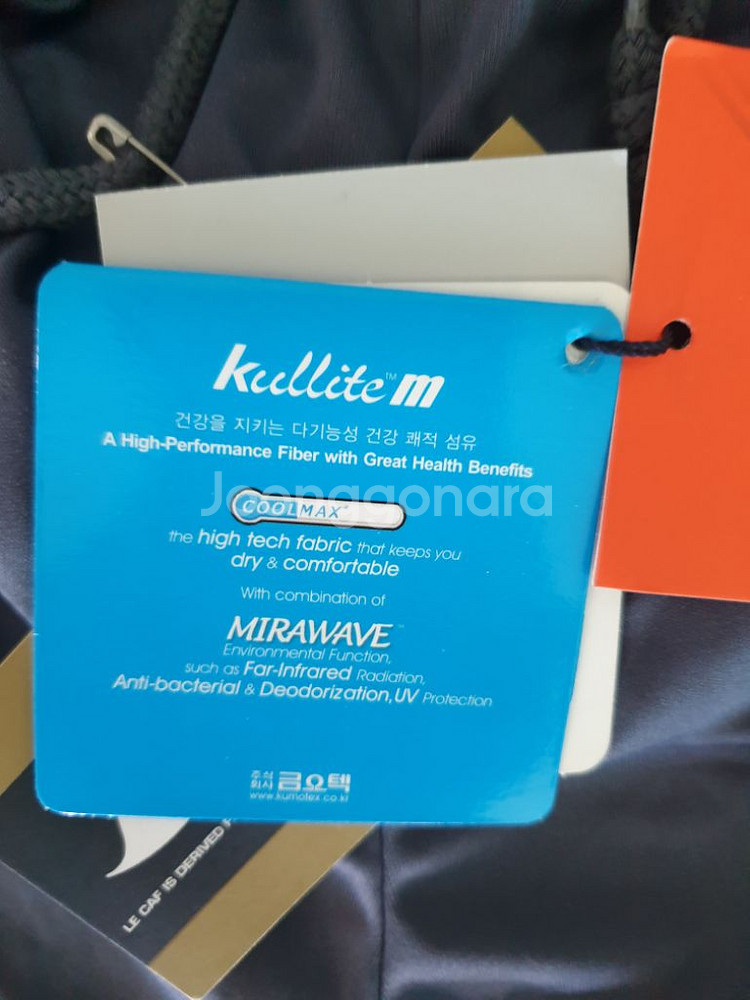 kullite™ m
건강을 지키는 다기능성 건강 쾌적 섬유
A High-Performance Fiber with Great Health Benefits
Joonggonara
COOLMAX®
the high tech fabric that keeps you
dry & comfortable
With combination of
MIRAWAVE™
Environmental Function,
such as Far-Infrared Radiation,
Anti-bacterial & Deodorization, UV Protection
주식회사 금오텍
www.kumotex.co.kr
LE CAF IS DERIVED